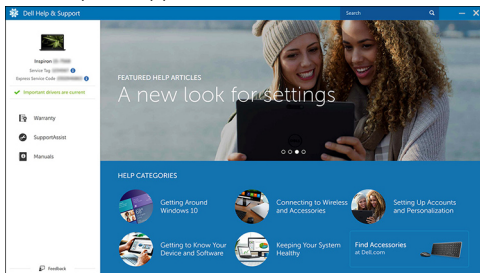 Dell Help & Support
Search
Inspiron
Service Tag
Express Service Code
Important drivers are current
Warranty
SupportAssist
Manuals
Feedback
FEATURED HELP ARTICLES
A new look for settings
HELP CATEGORIES
Getting Around
Windows 10
Connecting to Wireless
and Accessories
Setting Up Accounts
and Personalization
Getting to Know Your
Device and Software
Keeping Your System
Healthy
Find Accessories
at Dell.com